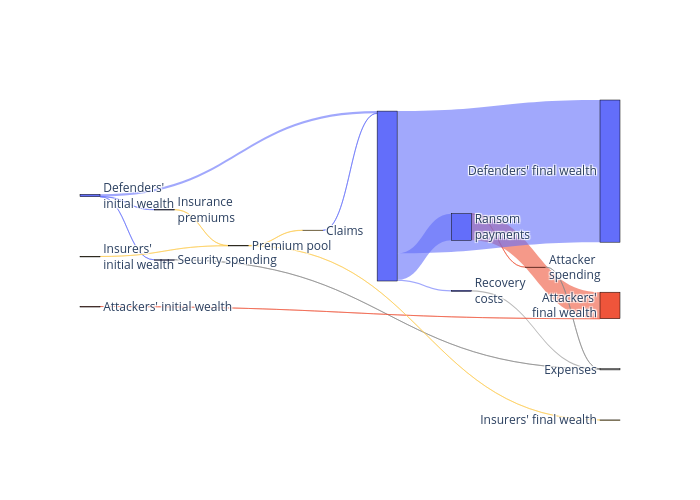 Defenders'
initial wealth
Insurance
premiums
Insurers'
initial wealth
Premium pool
Claims
Security spending
Attackers' initial wealth
Defenders' final wealth
Ransom
payments
Recovery
costs
Attacker
spending
Attackers'
final wealth
Expenses
Insurers' final wealth